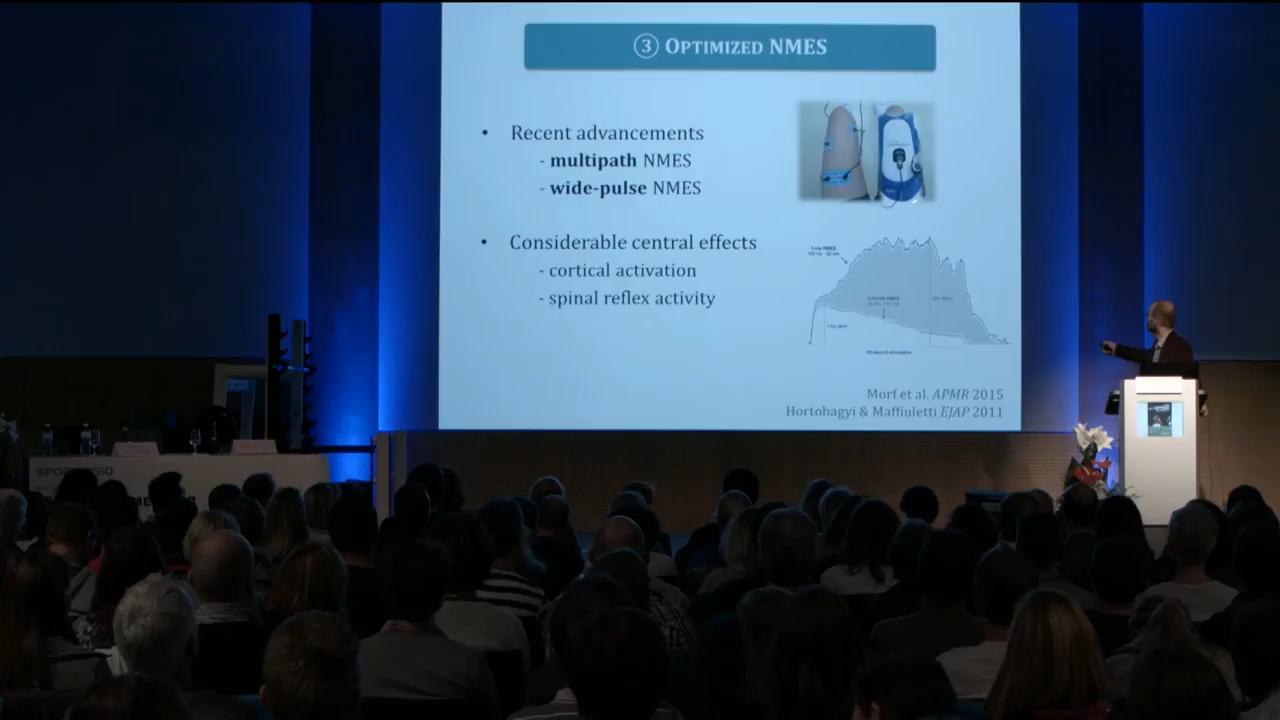 ③ OPTIMIZED NMES
• Recent advancements
- multipath NMES
- wide-pulse NMES
• Considerable central effects
- cortical activation
- spinal reflex activity
Morf et al. APMR 2015
Hortobagyi & Maffiuletti EJAP 2011